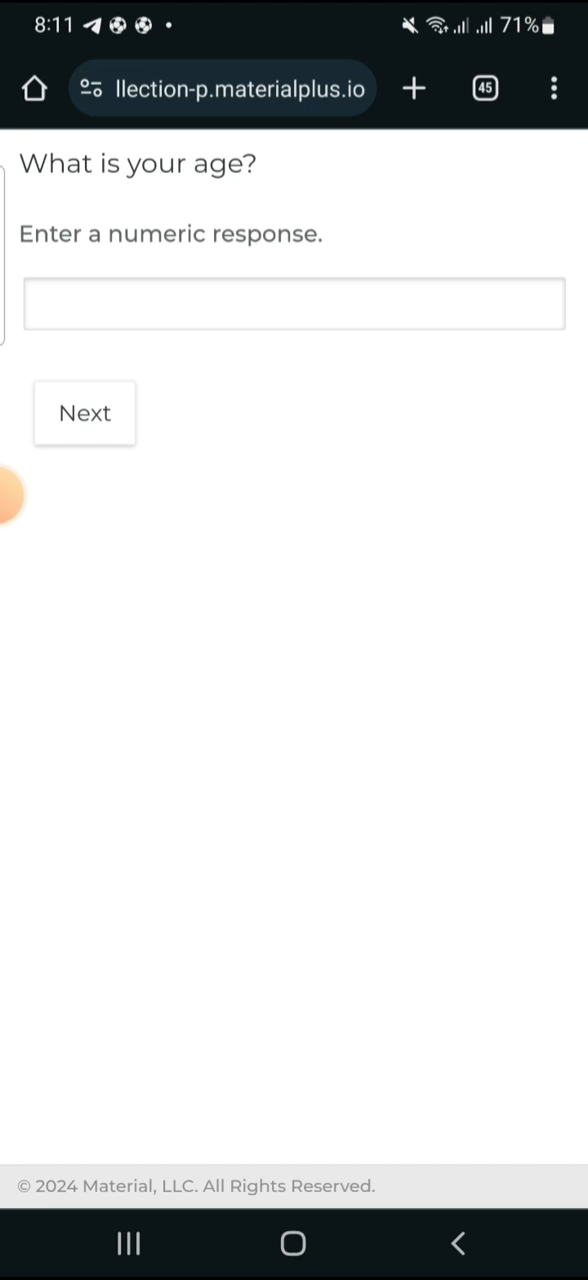 8:11
71%
llection-p.materialplus.io
45
What is your age?
Enter a numeric response.
Next
© 2024 Material, LLC. All Rights Reserved.